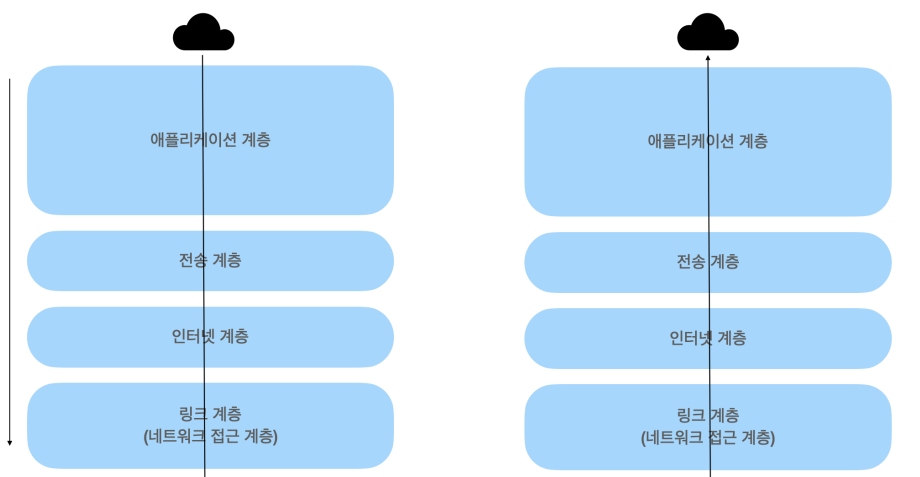 애플리케이션 계층
전송 계층
인터넷 계층
링크 계층
(네트워크 접근 계층)
애플리케이션 계층
전송 계층
인터넷 계층
링크 계층
(네트워크 접근 계층)